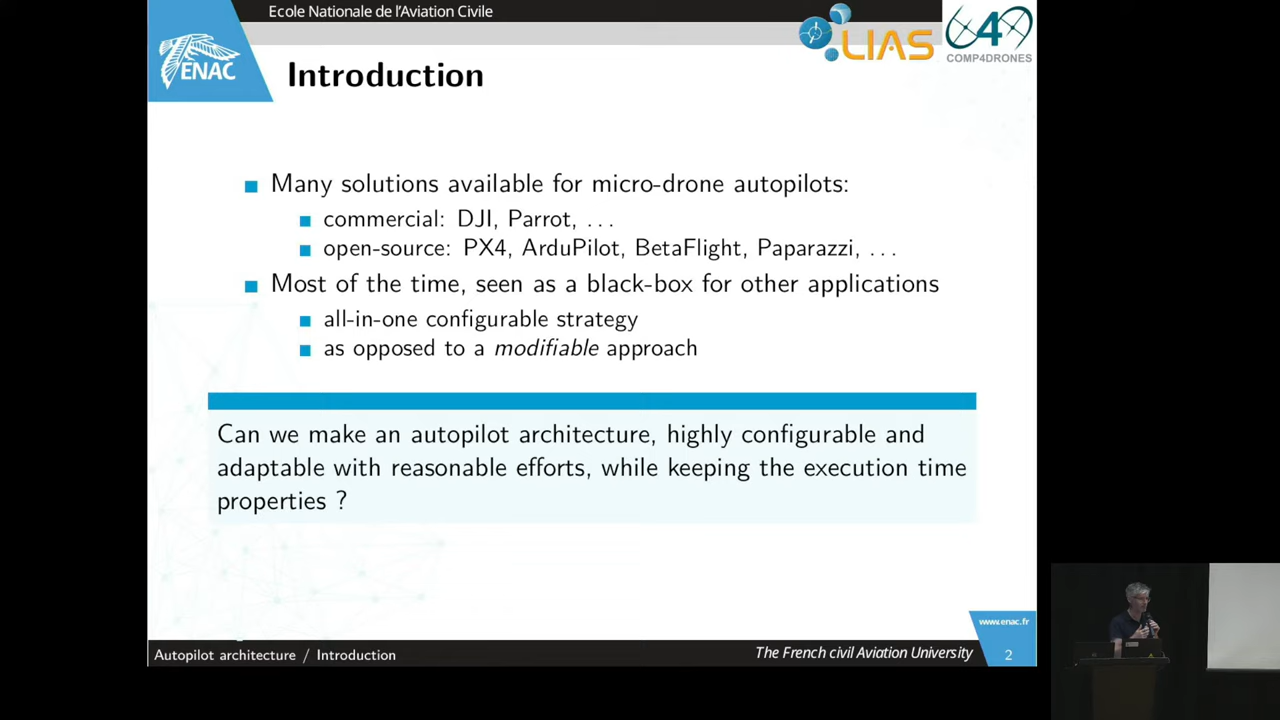 Ecole Nationale de l'Aviation Civile
ENAC
LIAS
C4D
COMP4DRONES
Introduction
Many solutions available for micro-drone autopilots:
commercial: DJI, Parrot, . . .
open-source: PX4, ArduPilot, BetaFlight, Paparazzi, . . .
Most of the time, seen as a black-box for other applications
all-in-one configurable strategy
as opposed to a modifiable approach
Can we make an autopilot architecture, highly configurable and
adaptable with reasonable efforts, while keeping the execution time
properties ?
www.enac.fr
Autopilot architecture / Introduction
The French civil Aviation University
2